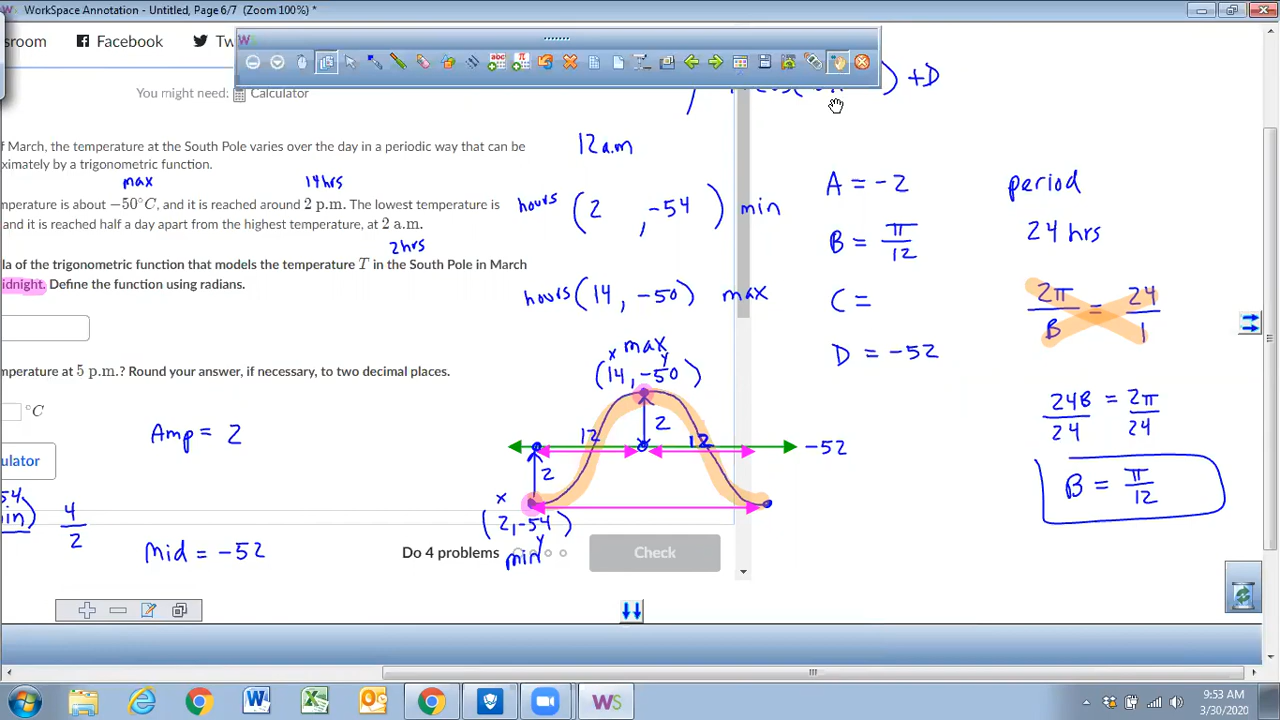 WorkSpace Annotation - Untitled, Page 6/7 (Zoom 100%) *
sroom Facebook Tw
You might need: Calculator
) +D
f March, the temperature at the South Pole varies over the day in a periodic way that can be
ximately by a trigonometric function.
12 a.m
max
14hrs
mperature is about −50°C, and it is reached around 2 p.m. The lowest temperature is
and it is reached half a day apart from the highest temperature, at 2 a.m.
2hrs
la of the trigonometric function that models the temperature T in the South Pole in March
idnight. Define the function using radians.
hours (2 , -54) min
hours (14, -50) max
A = -2
B = π/12
C =
D = -52
period
24 hrs
2π/B = 24/1
24B/24 = 2π/24
B = π/12
mperature at 5 p.m.? Round your answer, if necessary, to two decimal places.
°C
Amp = 2
ulator
54
in)
4/2
Mid = -52
max
x y
(14, -50)
12 2 12
-52
2
x
(2, -54)
y
min
Do 4 problems
Check
9:53 AM
3/30/2020